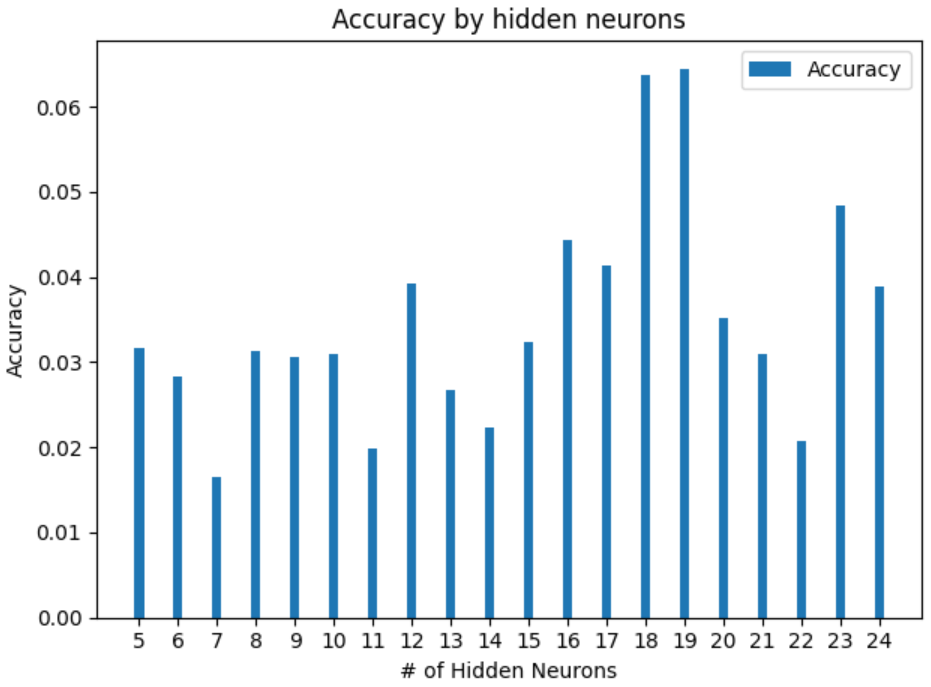 Accuracy by hidden neurons
Accuracy
0.06
0.05
0.04
0.03
0.02
0.01
0.00
Accuracy
5 6 7 8 9 10 11 12 13 14 15 16 17 18 19 20 21 22 23 24
# of Hidden Neurons